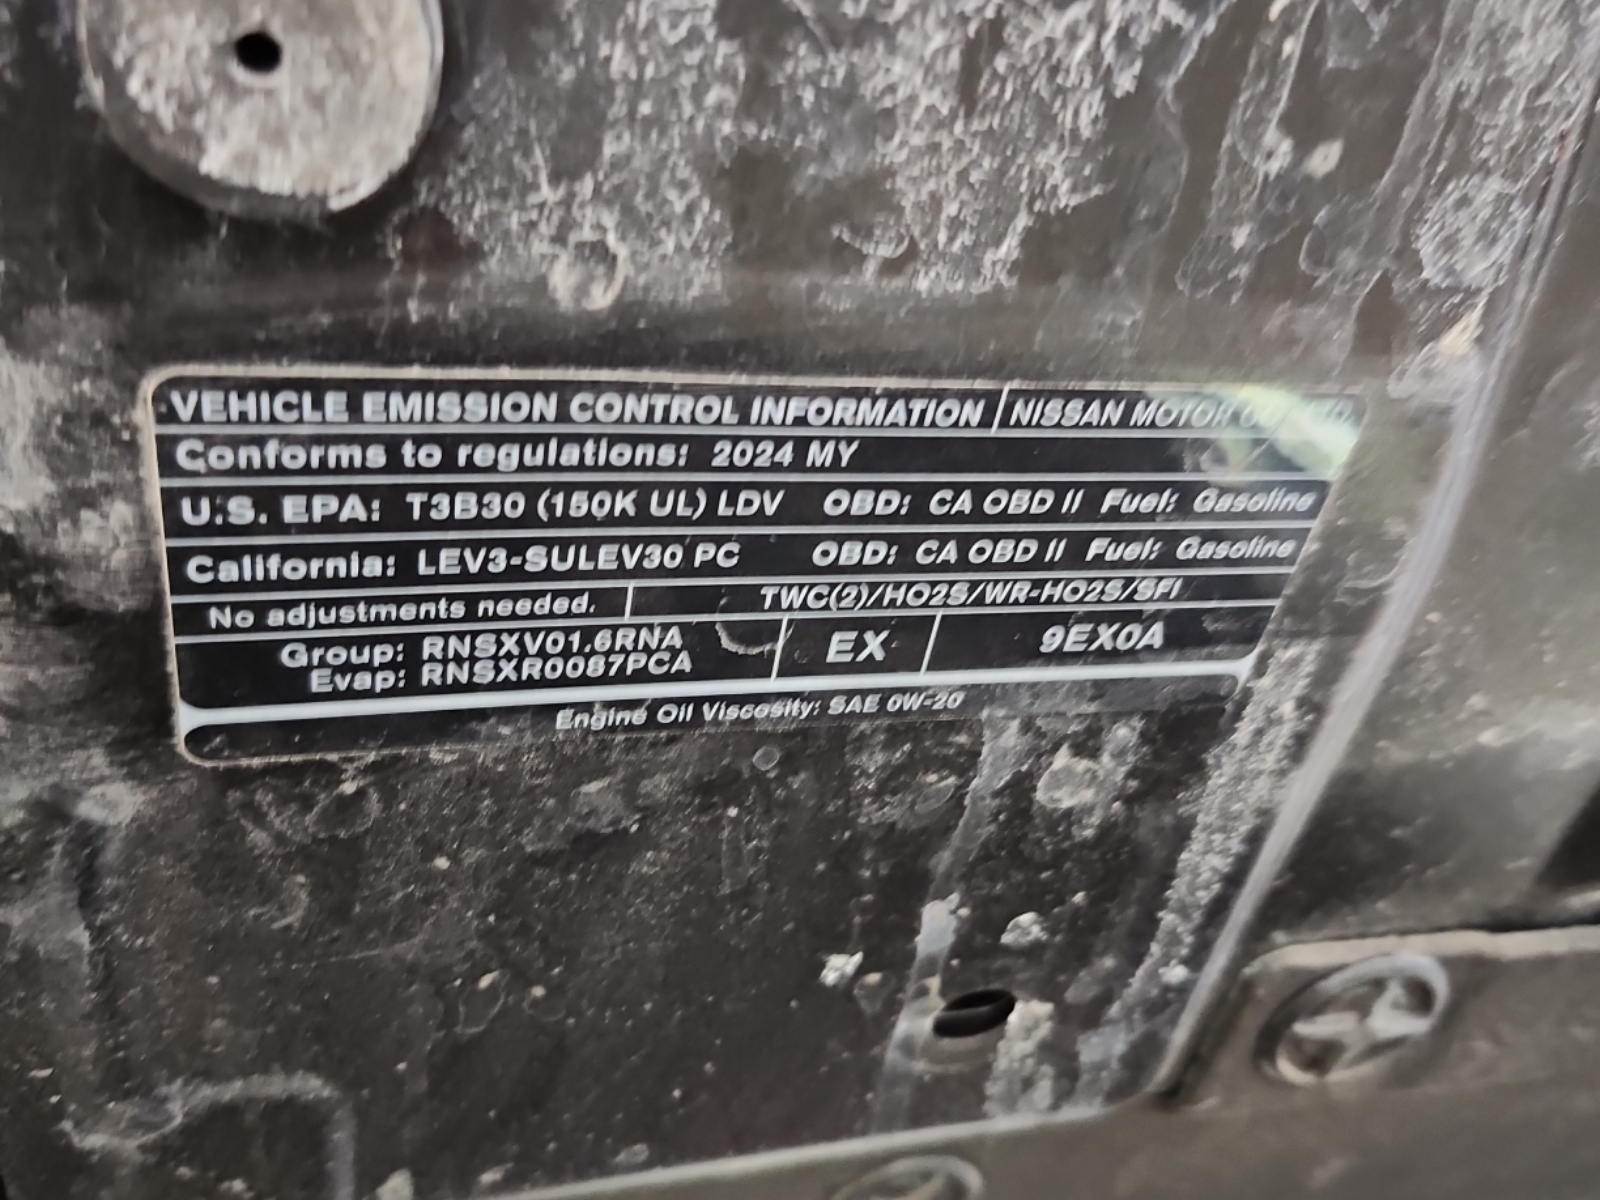 VEHICLE EMISSION CONTROL INFORMATION NISSAN MOTOR CO., LTD.
Conforms to regulations: 2024 MY
U.S. EPA: T3B30 (150K UL) LDV OBD: CA OBD II Fuel: Gasoline
California: LEV3-SULEV30 PC OBD: CA OBD II Fuel: Gasoline
No adjustments needed. TWC(2)/HO2S/WR-HO2S/SFI
Group: RNSXV01.6RNA EX 9EX0A
Evap: RNSXR0087PCA
Engine Oil Viscosity: SAE 0W-20